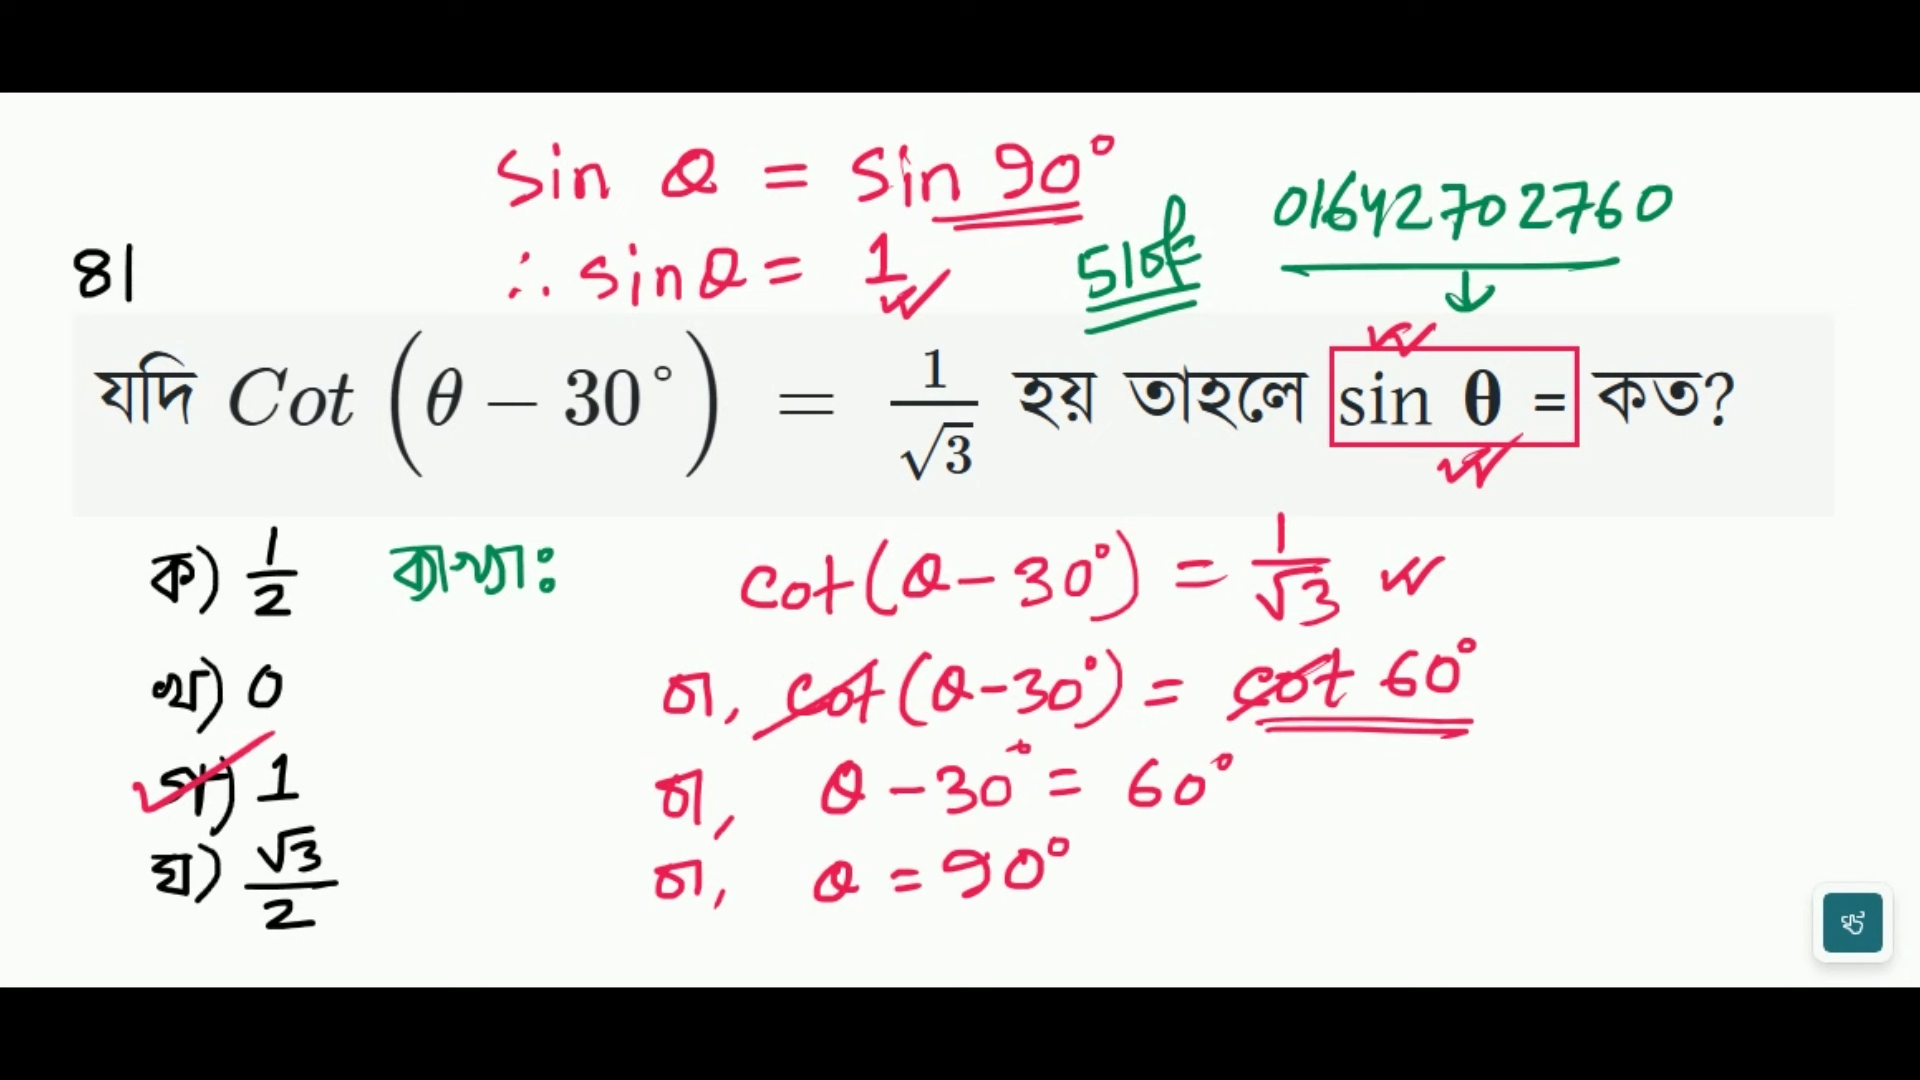 sin θ = sin 90°
∴ sin θ = 1
01642702760
৪।
যদি Cot (θ − 30°) = 1/√3 হয় তাহলে sin θ = কত?
ক) 1/2
ব্যাখ্যা: cot(θ − 30°) = 1/√3
খ) 0
বা, cot(θ − 30°) = cot 60°
গ) 1
বা, θ − 30° = 60°
ঘ) √3/2
বা, θ = 90°